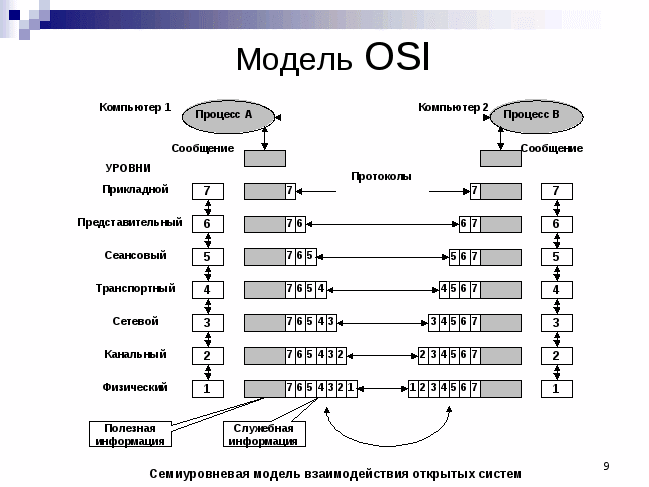 Модель OSI
Компьютер 1
Процесс А
Компьютер 2
Процесс В
Сообщение
Сообщение
УРОВНИ
Протоколы
Прикладной 7 7 7 7
Представительный 6 7 6 6 7 6
Сеансовый 5 7 6 5 5 6 7 5
Транспортный 4 7 6 5 4 4 5 6 7 4
Сетевой 3 7 6 5 4 3 3 4 5 6 7 3
Канальный 2 7 6 5 4 3 2 2 3 4 5 6 7 2
Физический 1 7 6 5 4 3 2 1 1 2 3 4 5 6 7 1
Полезная
информация
Служебная
информация
Семиуровневая модель взаимодействия открытых систем
9